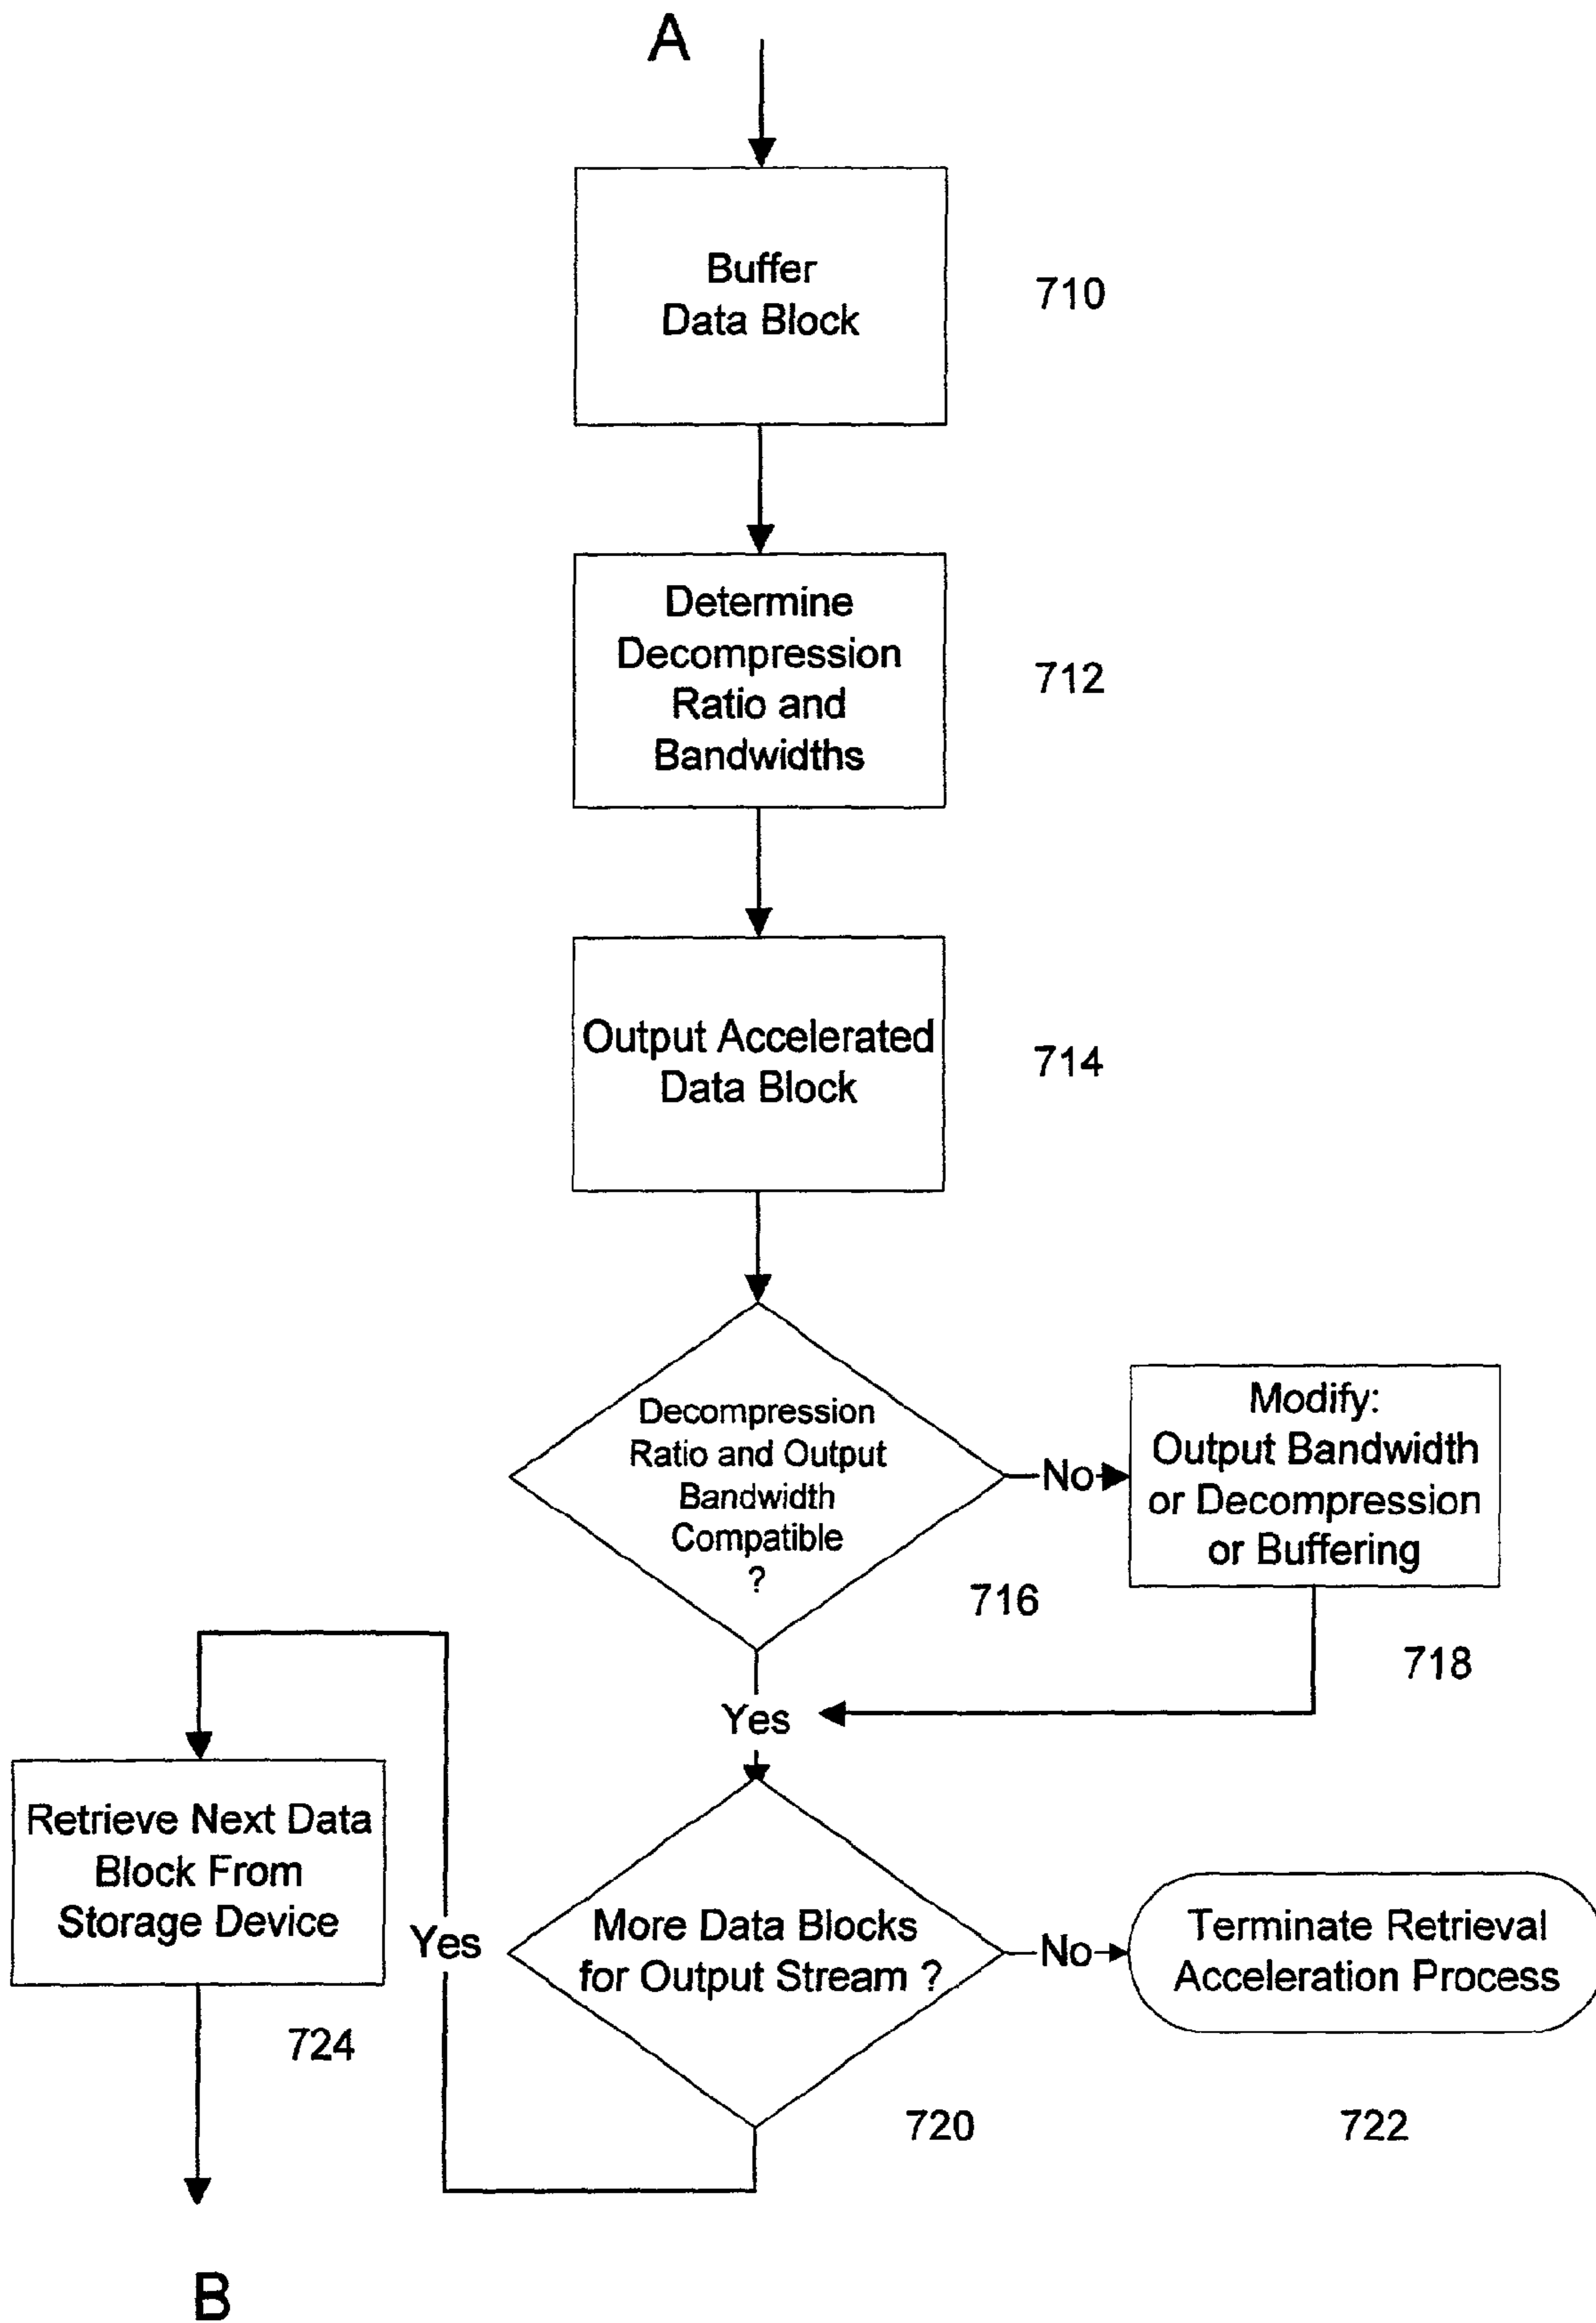 A
Buffer
Data Block
710
Determine
Decompression
Ratio and
Bandwidths
712
Output Accelerated
Data Block
714
Decompression
Ratio and Output
Bandwidth
Compatible
?
716
No
Modify:
Output Bandwidth
or Decompression
or Buffering
718
Yes
More Data Blocks
for Output Stream ?
720
No
Terminate Retrieval
Acceleration Process
722
Yes
Retrieve Next Data
Block From
Storage Device
724
B